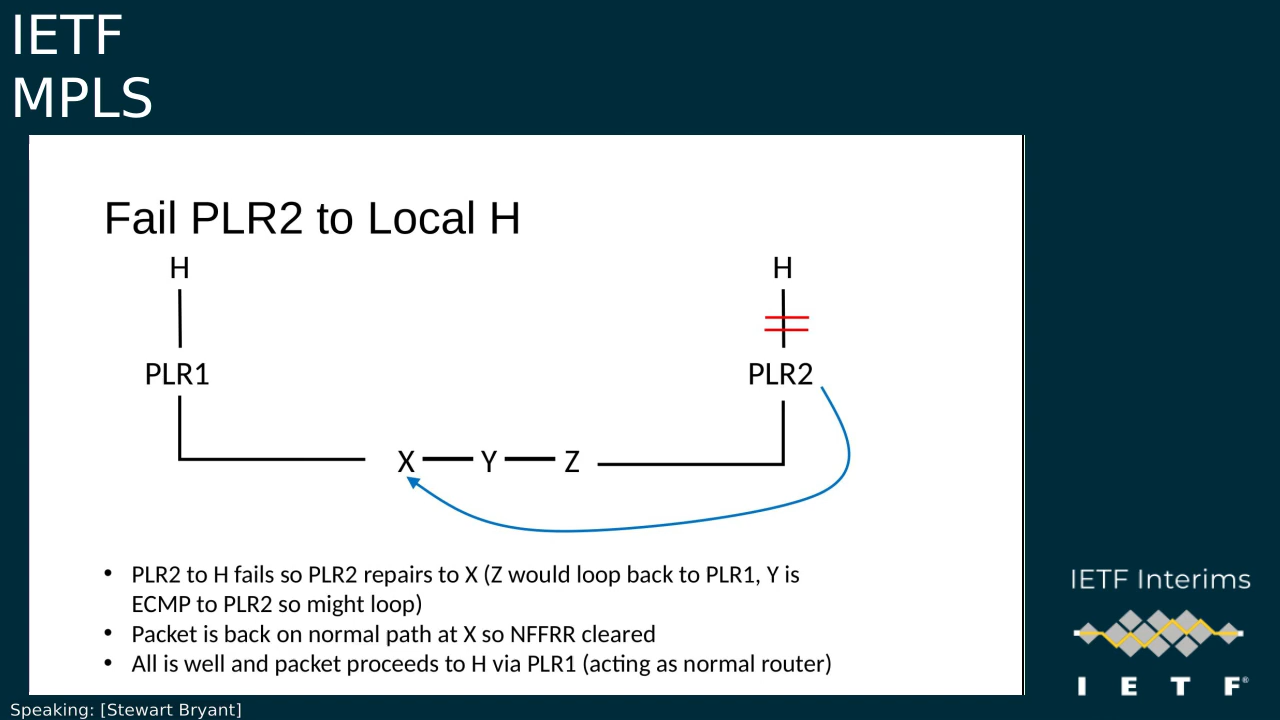 IETF
MPLS
Fail PLR2 to Local H
H H
PLR1 PLR2
X Y Z
• PLR2 to H fails so PLR2 repairs to X (Z would loop back to PLR1, Y is
ECMP to PLR2 so might loop)
• Packet is back on normal path at X so NFFRR cleared
• All is well and packet proceeds to H via PLR1 (acting as normal router)
IETF Interims
I E T F®
Speaking: [Stewart Bryant]